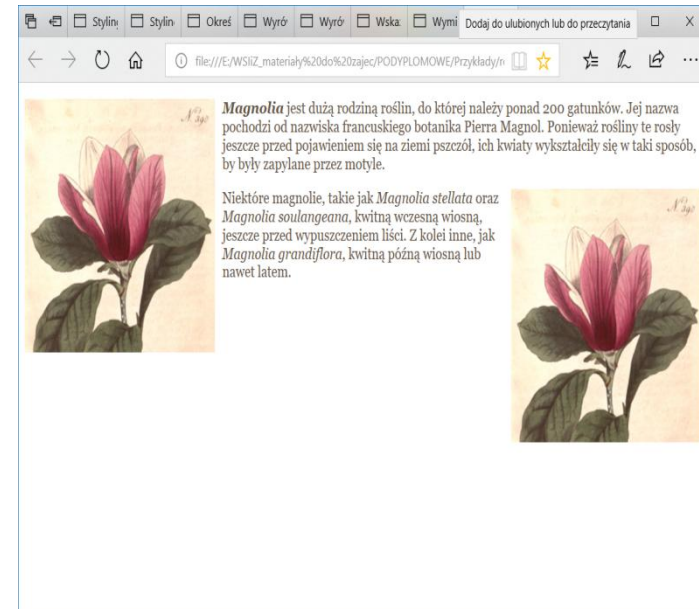 Styling
Stylin
Okreś
Wyró
Wyró
Wska:
Wymi
Dodaj do ulubionych lub do przeczytania
file:///E:/WSIiZ_materiały%20do%20zajec/PODYPLOMOWE/Przykłady/r
Magnolia jest dużą rodziną roślin, do której należy ponad 200 gatunków. Jej nazwa
pochodzi od nazwiska francuskiego botanika Pierra Magnol. Ponieważ rośliny te rosły
jeszcze przed pojawieniem się na ziemi pszczół, ich kwiaty wykształciły się w taki sposób,
by były zapylane przez motyle.
Niektóre magnolie, takie jak Magnolia stellata oraz
Magnolia soulangeana, kwitną wczesną wiosną,
jeszcze przed wypuszczeniem liści. Z kolei inne, jak
Magnolia grandiflora, kwitną późną wiosną lub
nawet latem.